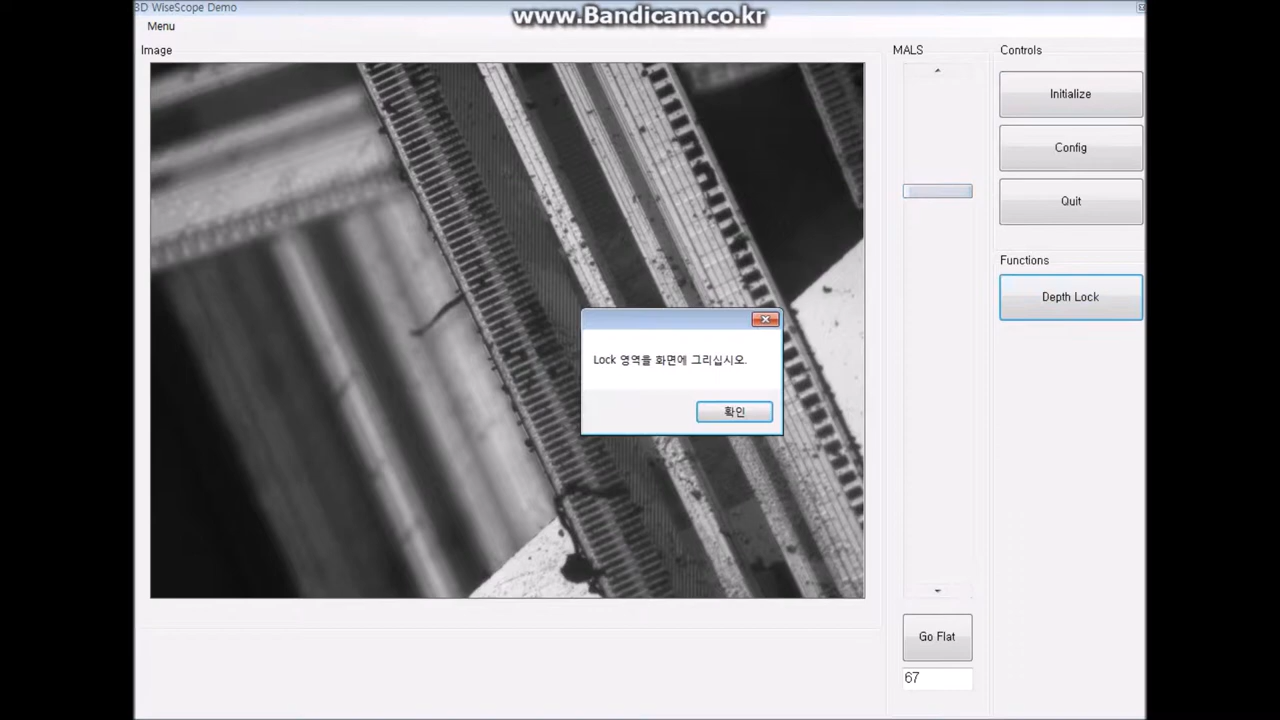 3D WiseScope Demo
www.Bandicam.co.kr
Menu
Image
MALS
Controls
Initialize
Config
Quit
Functions
Depth Lock
Lock 영역을 화면에 그리십시오.
확인
Go Flat
67